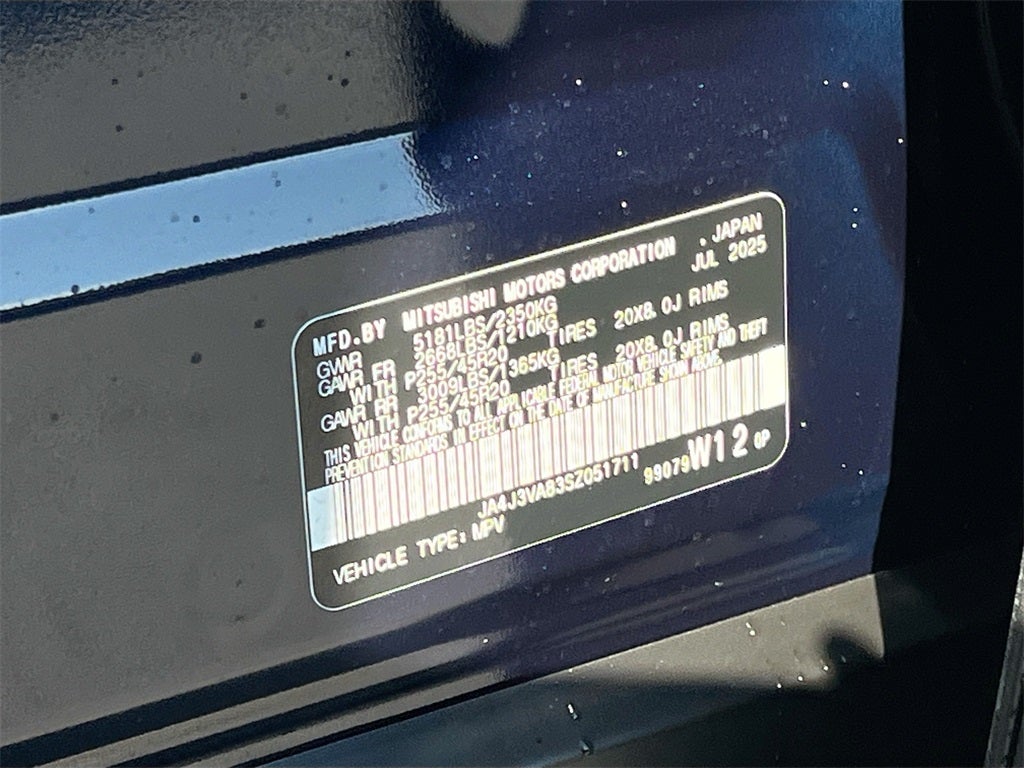 MFD.BY MITSUBISHI MOTORS CORPORATION , JAPAN
GVWR 5181LBS/2350KG JUL 2025
GAWR FR 2668LBS/1210KG
WITH P255/45R20 TIRES 20X8.0J RIMS
GAWR RR 3009LBS/1365KG
WITH P255/45R20 TIRES 20X8.0J RIMS
THIS VEHICLE CONFORMS TO ALL APPLICABLE FEDERAL MOTOR VEHICLE SAFETY AND THEFT
PREVENTION STANDARDS IN EFFECT ON THE DATE OF MANUFACTURE SHOWN ABOVE.
JA4J3VA83SZ051711 99079 W12 0P
VEHICLE TYPE: MPV